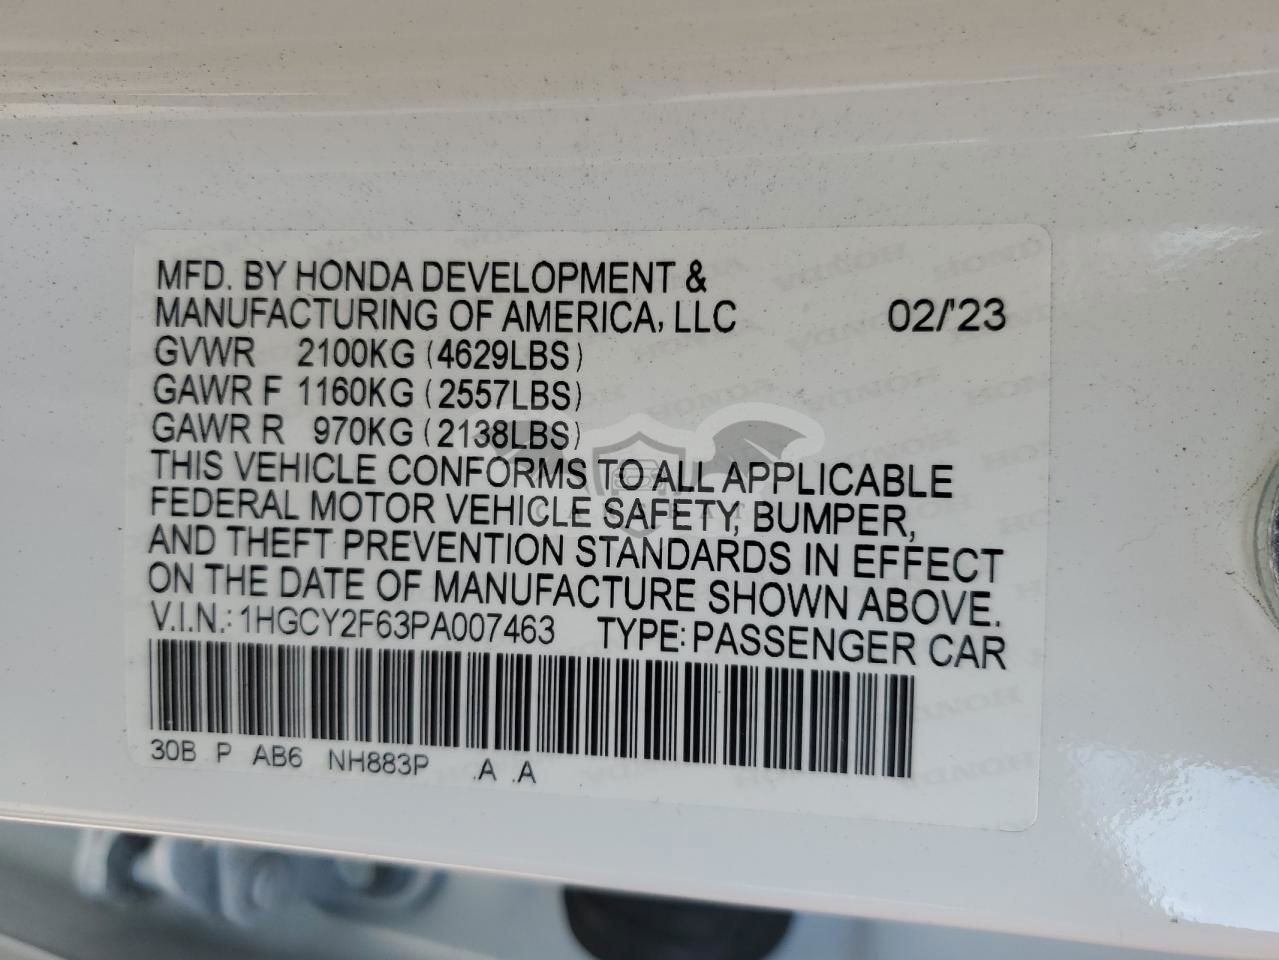 MFD. BY HONDA DEVELOPMENT &
MANUFACTURING OF AMERICA, LLC 02/'23
GVWR 2100KG (4629LBS)
GAWR F 1160KG (2557LBS)
GAWR R 970KG (2138LBS)
THIS VEHICLE CONFORMS TO ALL APPLICABLE
FEDERAL MOTOR VEHICLE SAFETY, BUMPER,
AND THEFT PREVENTION STANDARDS IN EFFECT
ON THE DATE OF MANUFACTURE SHOWN ABOVE.
V.I.N.: 1HGCY2F63PA007463 TYPE: PASSENGER CAR
30B P AB6 NH883P .A .A